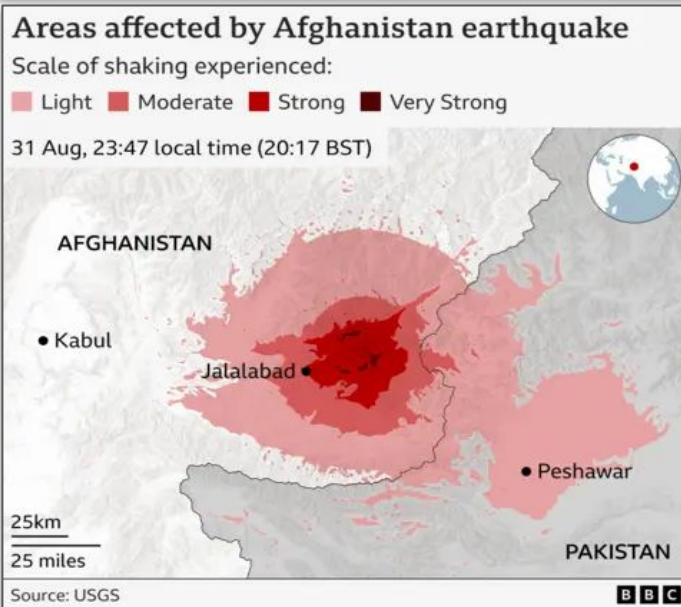 Areas affected by Afghanistan earthquake
Scale of shaking experienced:
Light Moderate Strong Very Strong
31 Aug, 23:47 local time (20:17 BST)
AFGHANISTAN
Kabul
Jalalabad
Peshawar
25km
25 miles
PAKISTAN
Source: USGS
BBC